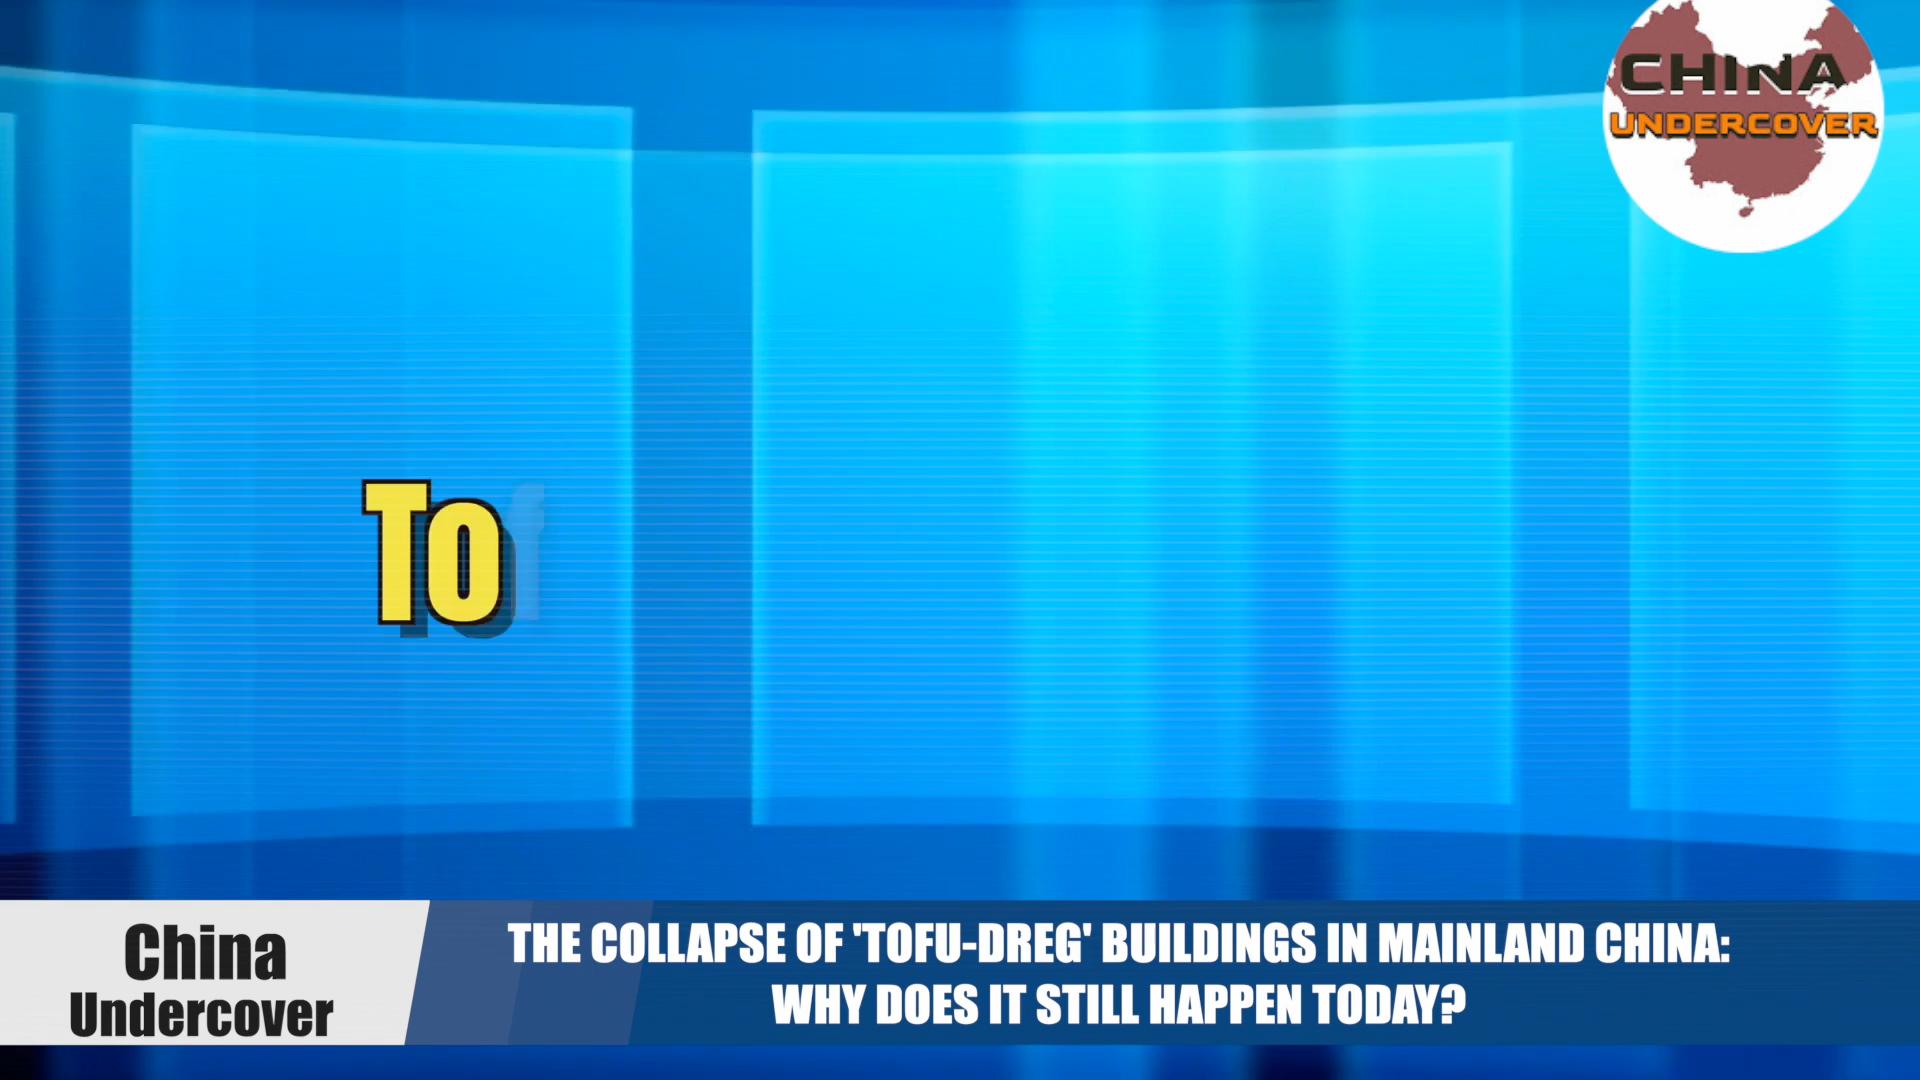 CHINA
UNDERCOVER
Tof
China
Undercover
THE COLLAPSE OF 'TOFU-DREG' BUILDINGS IN MAINLAND CHINA:
WHY DOES IT STILL HAPPEN TODAY?